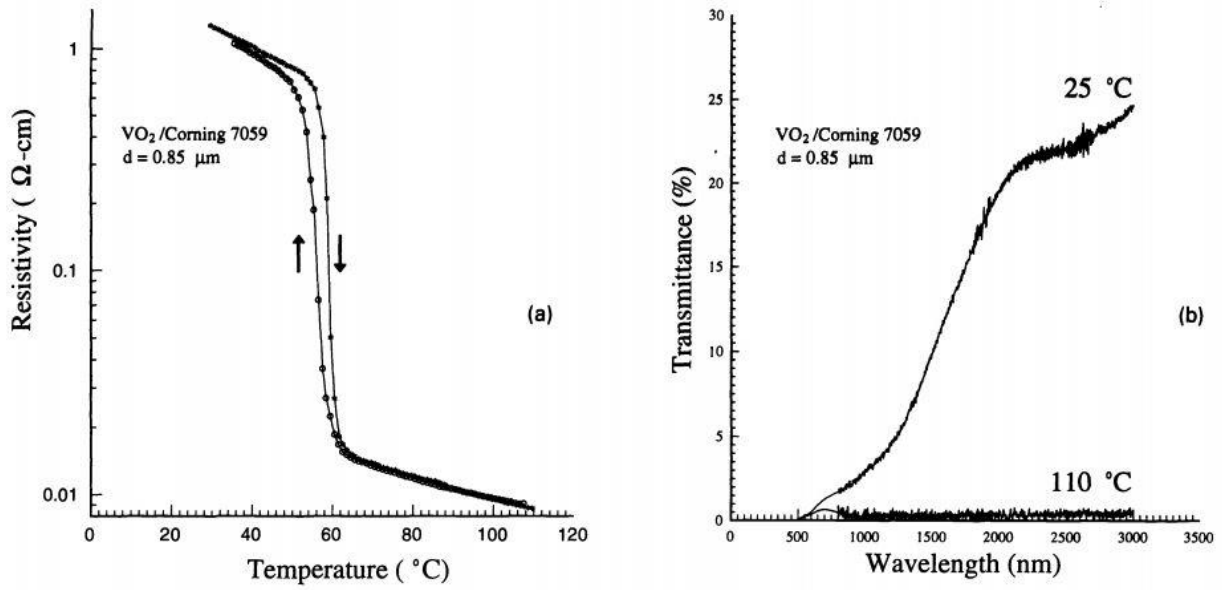 Resistivity ( Ω-cm)
1
0.1
0.01
VO₂ /Corning 7059
d = 0.85 μm
(a)
0 20 40 60 80 100 120
Temperature ( °C)
Transmittance (%)
30
25
20
15
10
5
0
25 °C
VO₂ /Corning 7059
d = 0.85 μm
(b)
110 °C
0 500 1000 1500 2000 2500 3000 3500
Wavelength (nm)